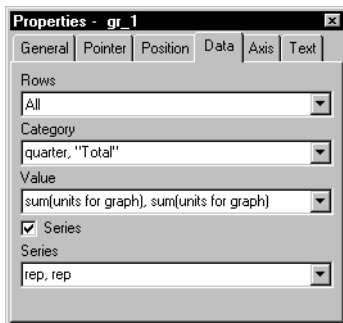 Properties - gr_1
General Pointer Position Data Axis Text
Rows
All
Category
quarter, "Total"
Value
sum(units for graph), sum(units for graph)
Series
Series
rep, rep